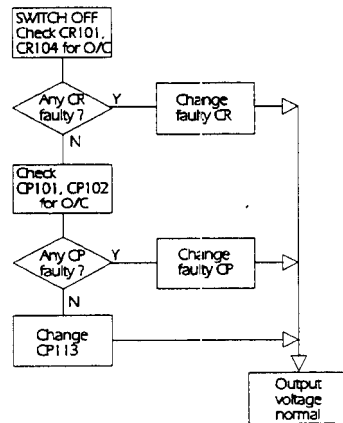 SWITCH OFF
Check CR101,
CR104 for O/C
Any CR
faulty ?
Y
Change
faulty CR
N
Check
CP101, CP102
for O/C
Any CP
faulty ?
Y
Change
faulty CP
N
Change
CP113
Output
voltage
normal